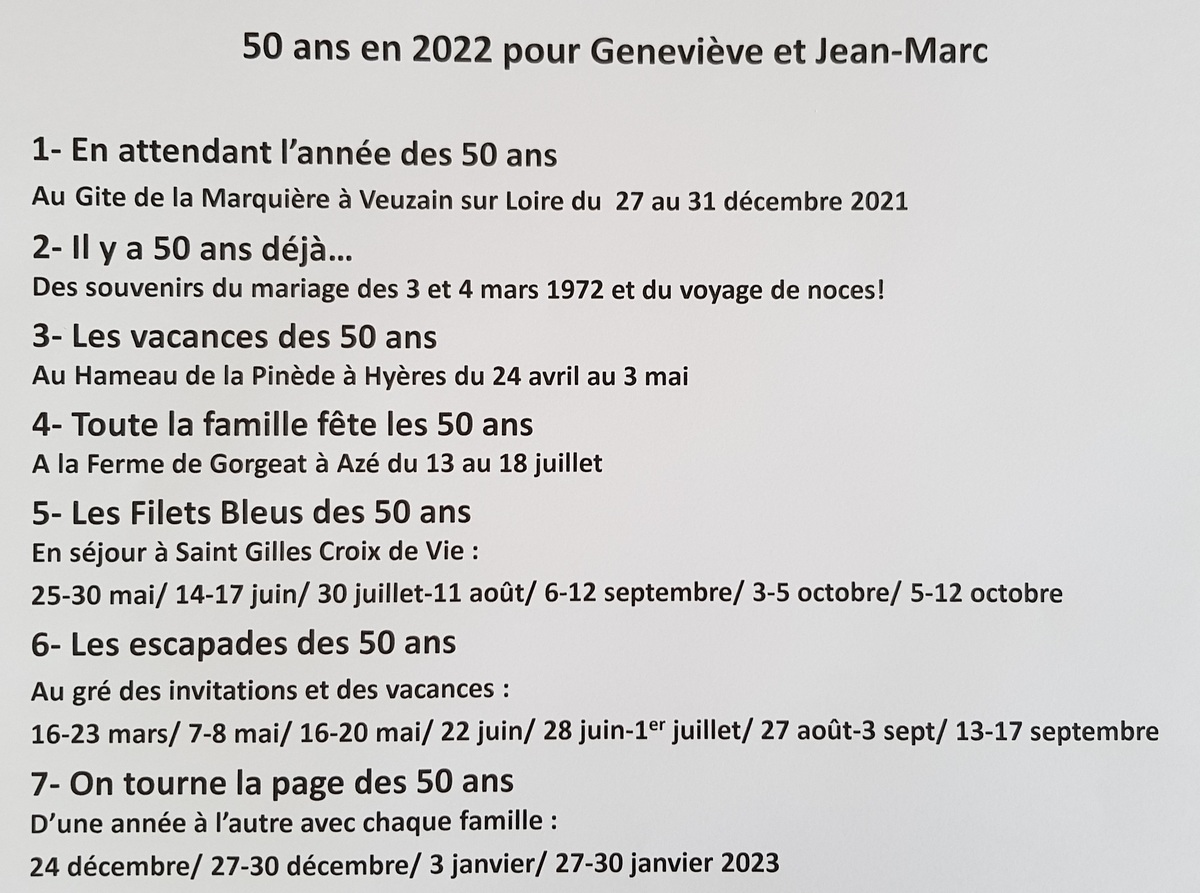 50 ans en 2022 pour Geneviève et Jean-Marc
1- En attendant l’année des 50 ans
Au Gite de la Marquière à Veuzain sur Loire du 27 au 31 décembre 2021
2- Il y a 50 ans déjà...
Des souvenirs du mariage des 3 et 4 mars 1972 et du voyage de noces!
3- Les vacances des 50 ans
Au Hameau de la Pinède à Hyères du 24 avril au 3 mai
4- Toute la famille fête les 50 ans
A la Ferme de Gorgeat à Azé du 13 au 18 juillet
5- Les Filets Bleus des 50 ans
En séjour à Saint Gilles Croix de Vie :
25-30 mai/ 14-17 juin/ 30 juillet-11 août/ 6-12 septembre/ 3-5 octobre/ 5-12 octobre
6- Les escapades des 50 ans
Au gré des invitations et des vacances :
16-23 mars/ 7-8 mai/ 16-20 mai/ 22 juin/ 28 juin-1er juillet/ 27 août-3 sept/ 13-17 septembre
7- On tourne la page des 50 ans
D’une année à l’autre avec chaque famille :
24 décembre/ 27-30 décembre/ 3 janvier/ 27-30 janvier 2023